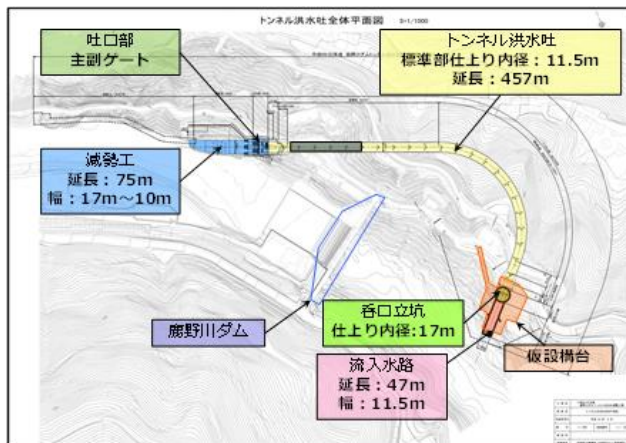 トンネル洪水吐全体平面図 S=1/1000
吐口部
主副ゲート
トンネル洪水吐
標準部仕上り内径：11.5m
延長：457m
減勢工
延長：75m
幅：17m～10m
鹿野川ダム
呑口立坑
仕上り内径:17m
仮設構台
流入水路
延長：47m
幅：11.5m